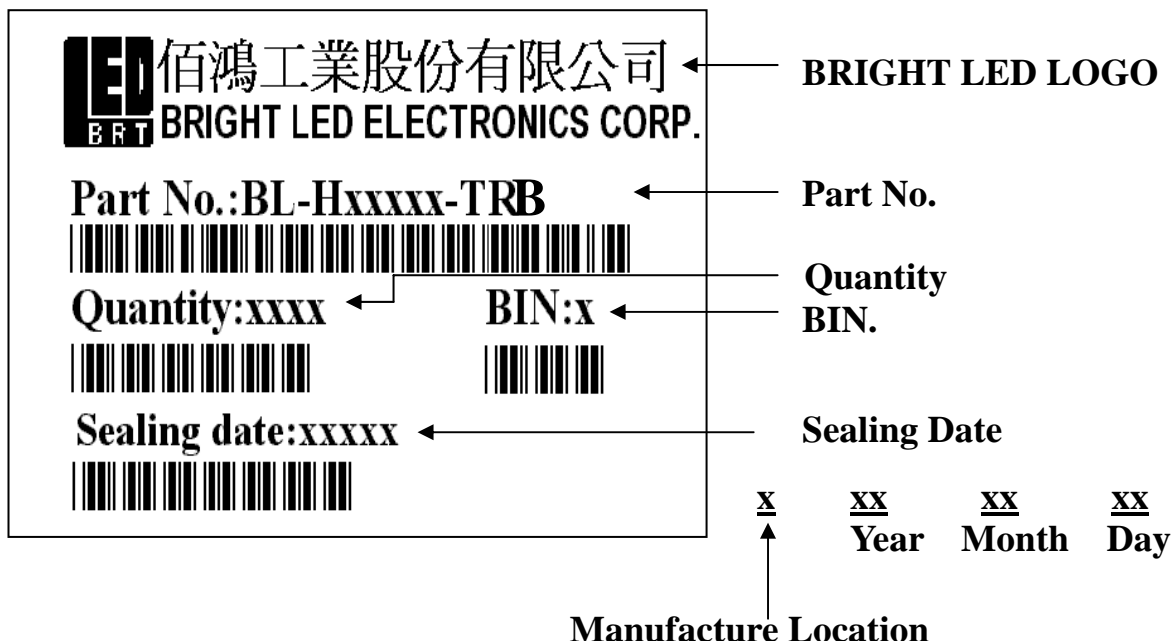 LED 佰鴻工業股份有限公司 BRIGHT LED LOGO
BRT BRIGHT LED ELECTRONICS CORP.
Part No.:BL-Hxxxxx-TRB Part No.
Quantity
Quantity:xxxx BIN:x BIN.
Sealing date:xxxxx Sealing Date
x xx xx xx
Year Month Day
Manufacture Location